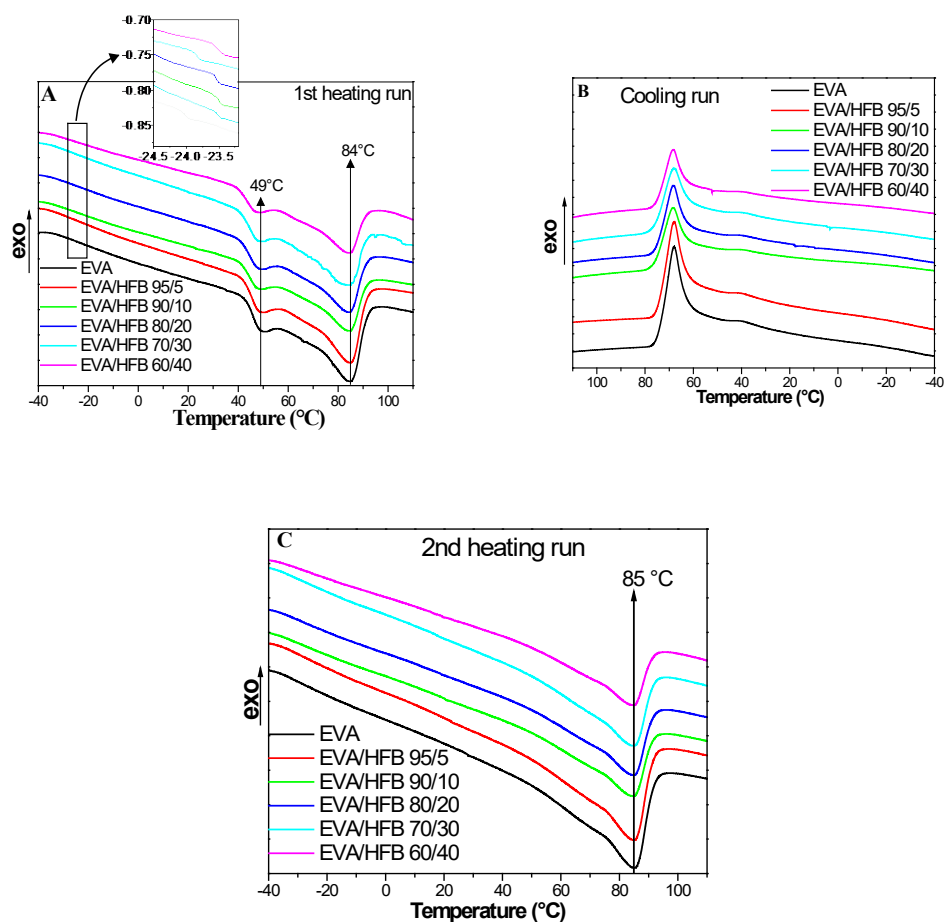 -0.70
-0.75
-0.80
-0.85
-24.5 -24.0 -23.5
A
1st heating run
49°C
84°C
exo
EVA
EVA/HFB 95/5
EVA/HFB 90/10
EVA/HFB 80/20
EVA/HFB 70/30
EVA/HFB 60/40
-40 -20 0 20 40 60 80 100
Temperature (°C)
B
Cooling run
EVA
EVA/HFB 95/5
EVA/HFB 90/10
EVA/HFB 80/20
EVA/HFB 70/30
EVA/HFB 60/40
exo
100 80 60 40 20 0 -20 -40
Temperature (°C)
C
2nd heating run
85 °C
exo
EVA
EVA/HFB 95/5
EVA/HFB 90/10
EVA/HFB 80/20
EVA/HFB 70/30
EVA/HFB 60/40
-40 -20 0 20 40 60 80 100
Temperature (°C)